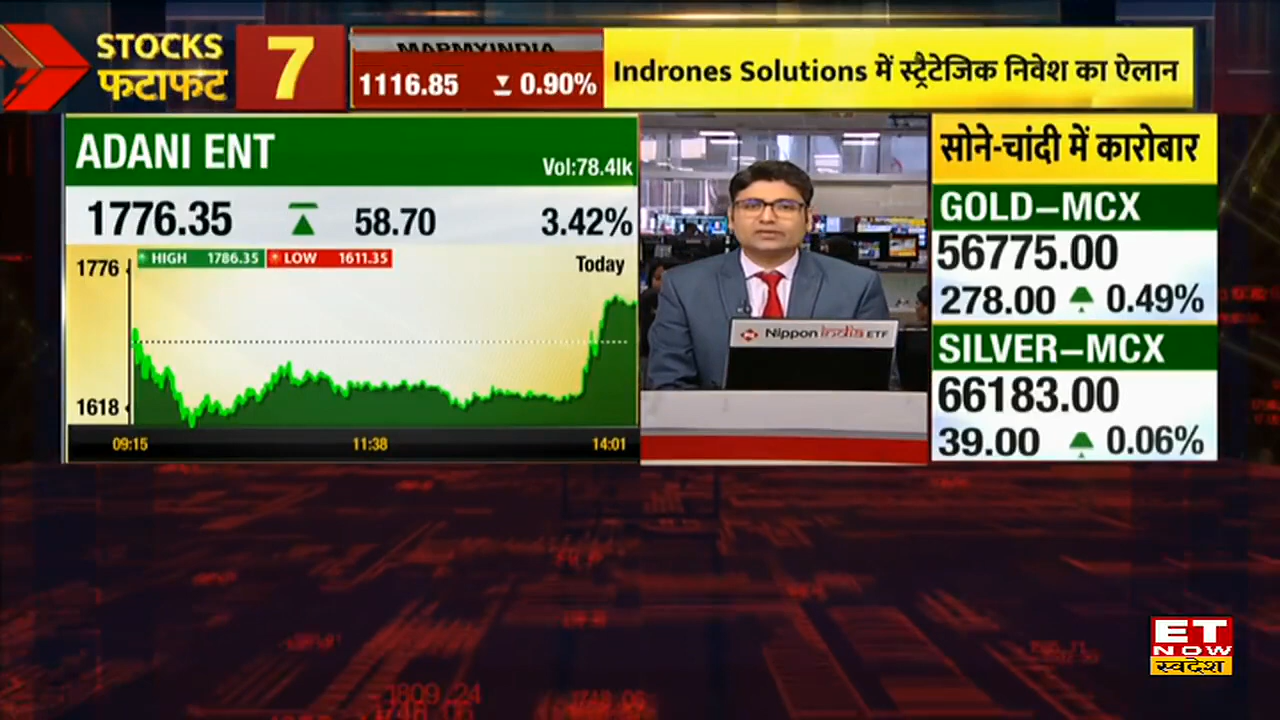 STOCKS
फटाफट
7
MAPMYINDIA
1116.85 0.90%
Indrones Solutions में स्ट्रैटेजिक निवेश का ऐलान
ADANI ENT
Vol:78.4lk
1776.35 58.70 3.42%
HIGH 1786.35 LOW 1611.35
Today
1776
1618
09:15 11:38 14:01
Nippon india ETF
सोने-चांदी में कारोबार
GOLD-MCX
56775.00
278.00 0.49%
SILVER-MCX
66183.00
39.00 0.06%
ET
NOW
स्वदेश
1809.24